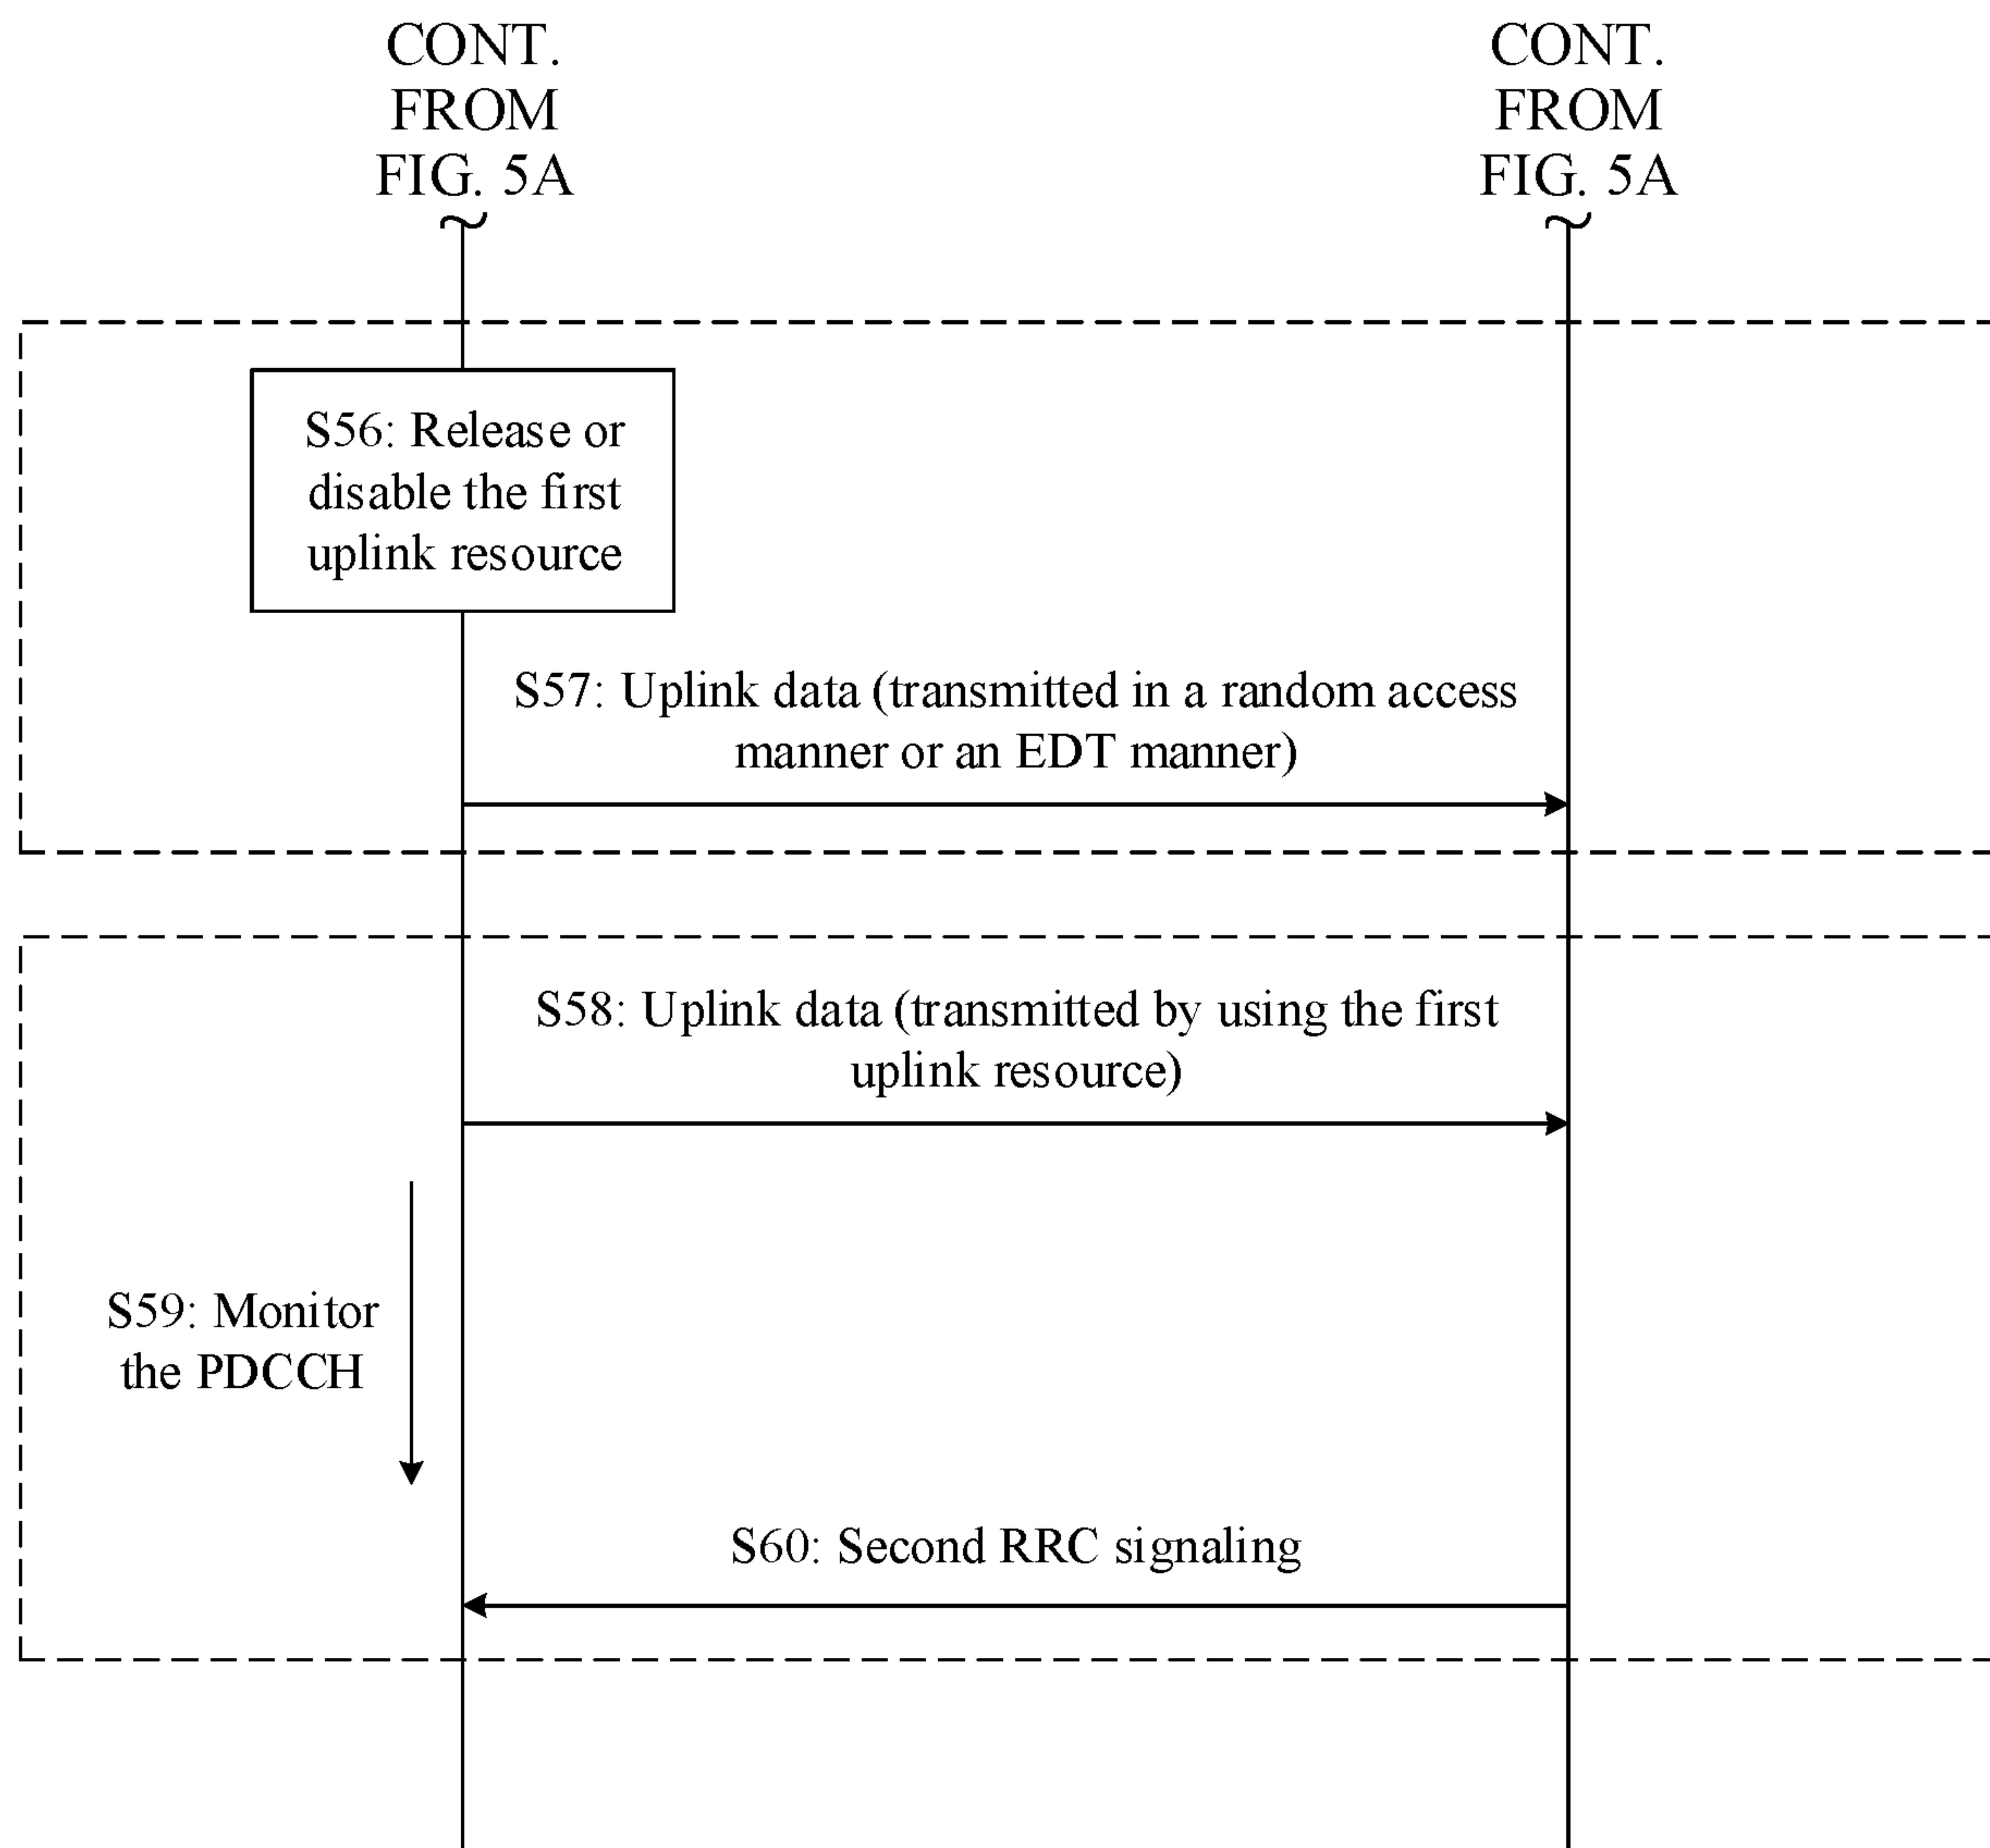 CONT.
FROM
FIG. 5A
CONT.
FROM
FIG. 5A
S56: Release or
disable the first
uplink resource
S57: Uplink data (transmitted in a random access
manner or an EDT manner)
S58: Uplink data (transmitted by using the first
uplink resource)
S59: Monitor
the PDCCH
S60: Second RRC signaling